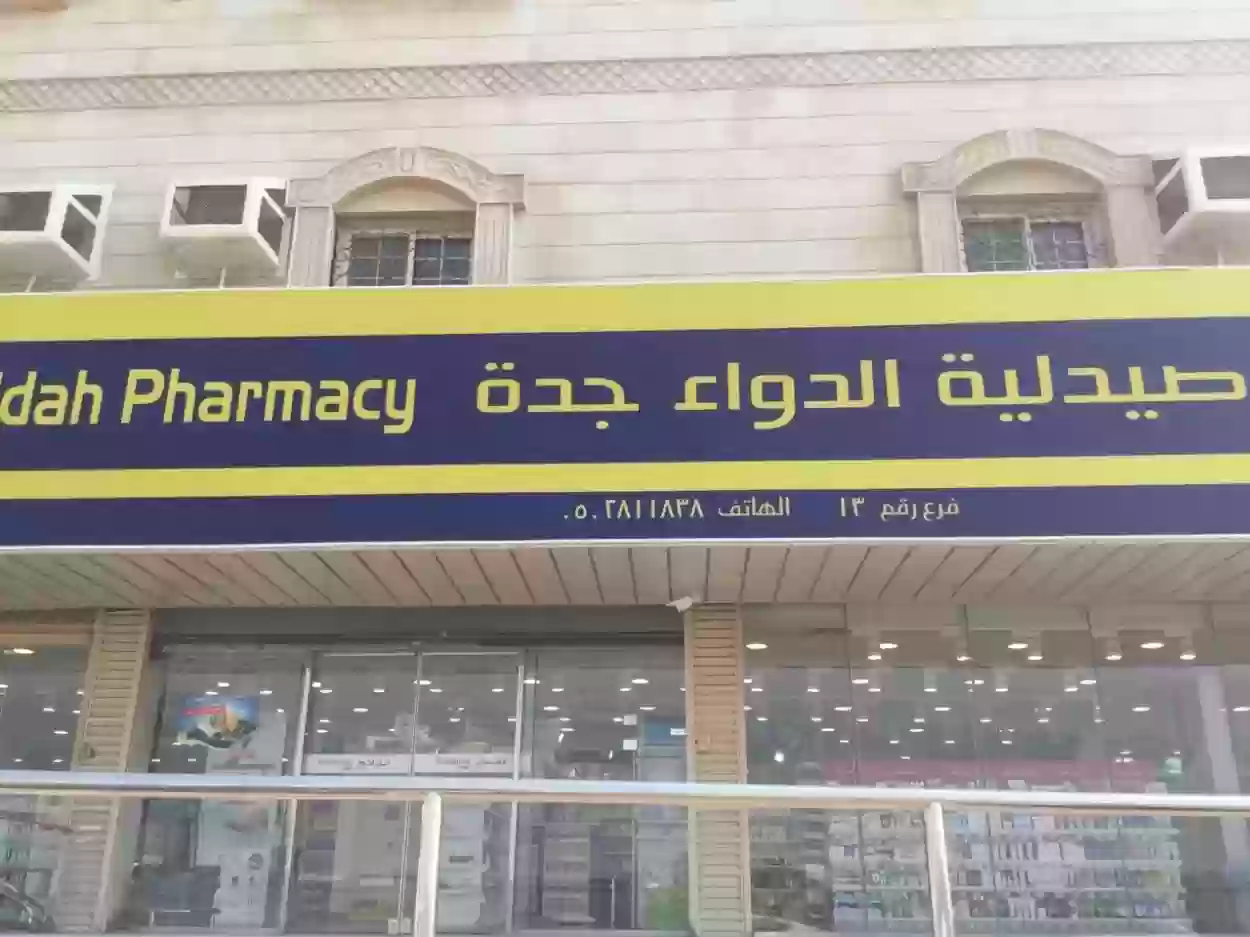 صيدلية الدواء جدة dah Pharmacy
فرع رقم ١٣ الهاتف ٠٥٠٢٨١١٨٣٨